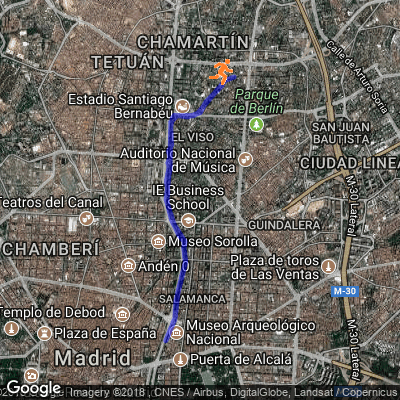 CHAMARTÍN
TETUÁN
Calle de Arturo Soria
Parque
de Berlín
Estadio Santiago
Bernabéu
EL VISO
SAN JUAN
BAUTISTA
Auditorio Nacional
de Música
CIUDAD LINEA
M-30 Lateral
IE Business
School
Teatros del Canal
GUINDALERA
CHAMBERÍ
Museo Sorolla
Andén 0
Plaza de toros
de Las Ventas
M-30
SALAMANCA
Templo de Debod
Plaza de España
Museo Arqueológico
Nacional
M-30 Lateral
Madrid
Puerta de Alcalá
Google
Imagery ©2018 , CNES / Airbus, DigitalGlobe, Landsat / Copernicus